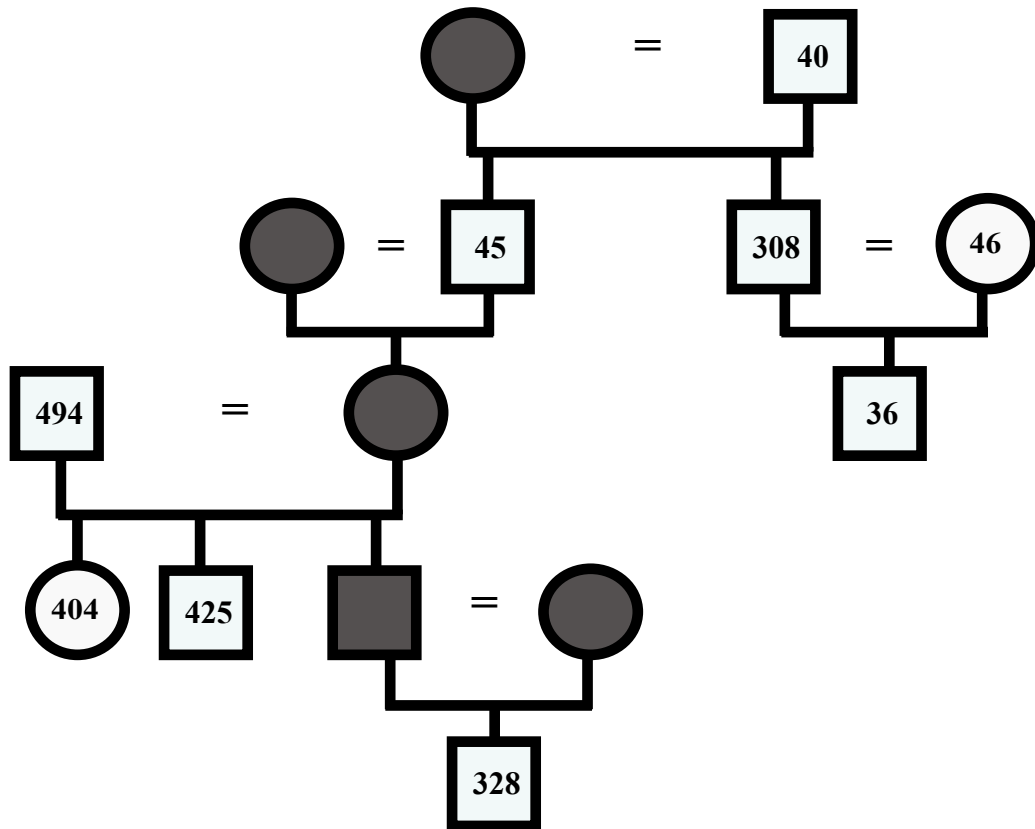 = 40
= 45 308 = 46
494 = 36
404 425 =
328